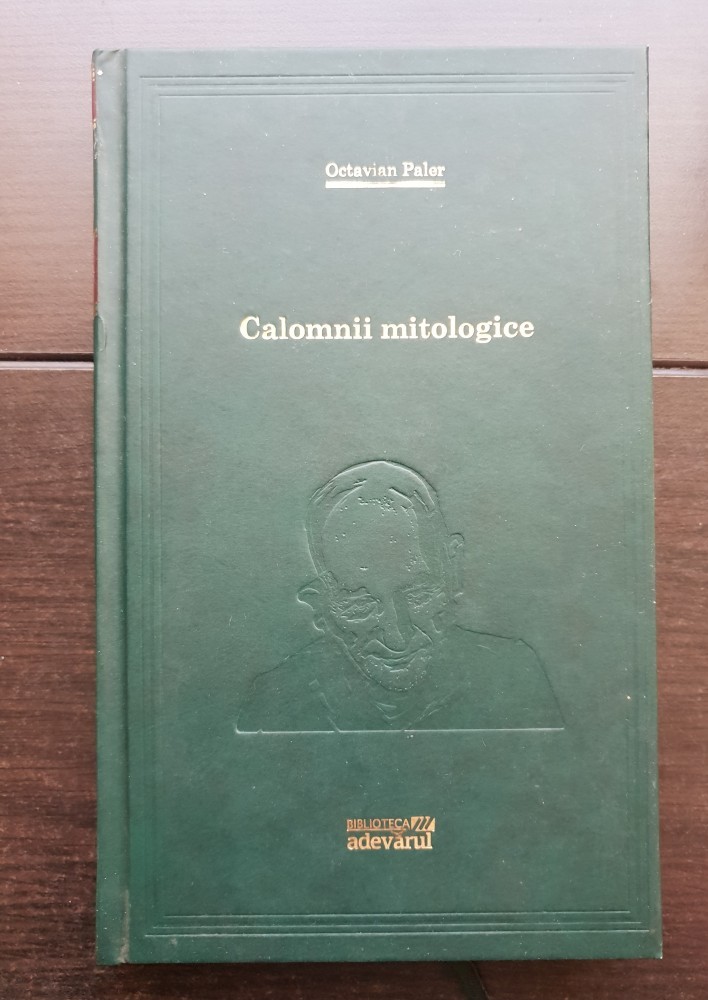 Octavian Paler
Calomnii mitologice
BIBLIOTECA
adevărul